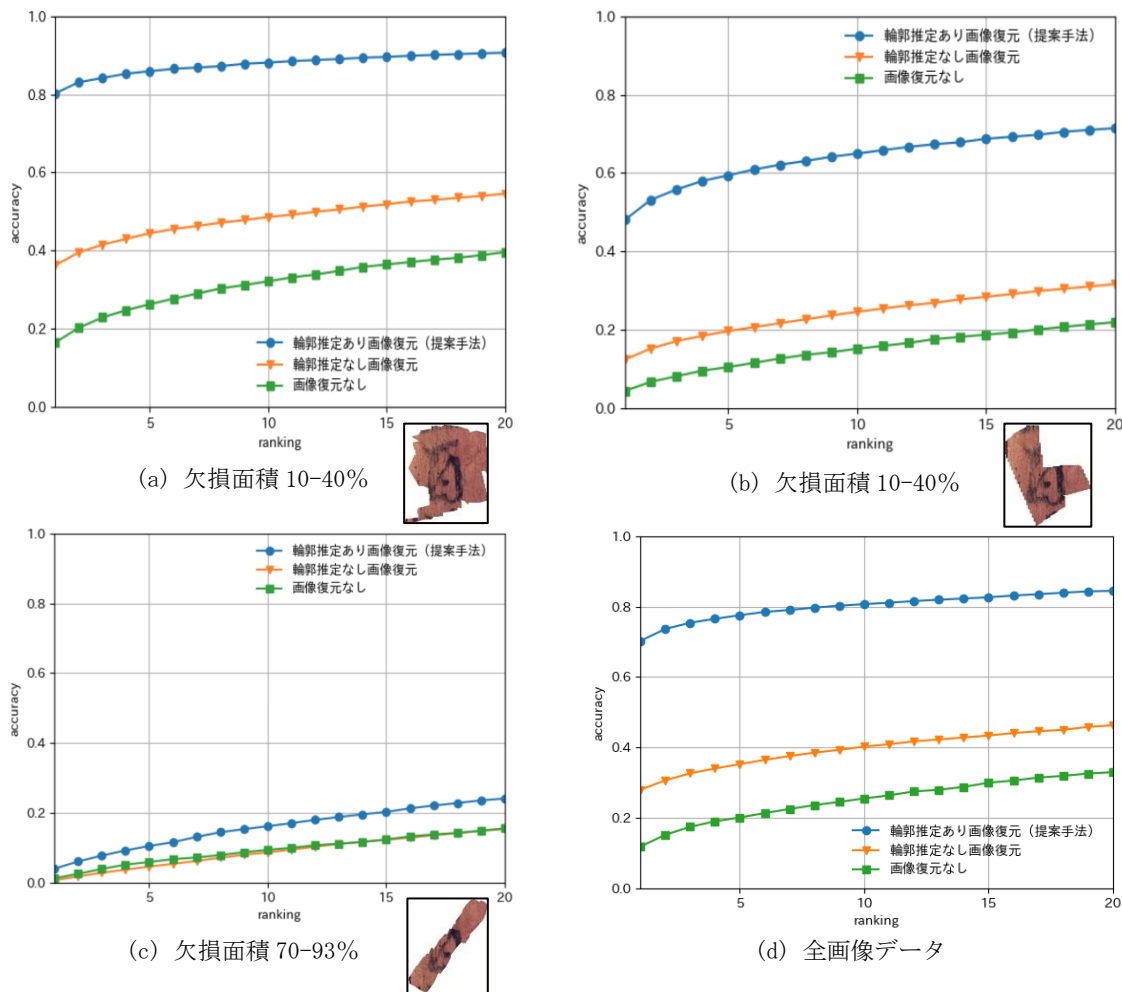 1.0
0.8
0.6
0.4
0.2
0.0
accuracy
輪郭推定あり画像復元（提案手法）
輪郭推定なし画像復元
画像復元なし
5
10
15
20
ranking
(a) 欠損面積 10-40%
1.0
0.8
0.6
0.4
0.2
0.0
accuracy
輪郭推定あり画像復元（提案手法）
輪郭推定なし画像復元
画像復元なし
5
10
15
20
ranking
(b) 欠損面積 10-40%
1.0
0.8
0.6
0.4
0.2
0.0
accuracy
輪郭推定あり画像復元（提案手法）
輪郭推定なし画像復元
画像復元なし
5
10
15
20
ranking
(c) 欠損面積 70-93%
1.0
0.8
0.6
0.4
0.2
0.0
accuracy
輪郭推定あり画像復元（提案手法）
輪郭推定なし画像復元
画像復元なし
5
10
15
20
ranking
(d) 全画像データ